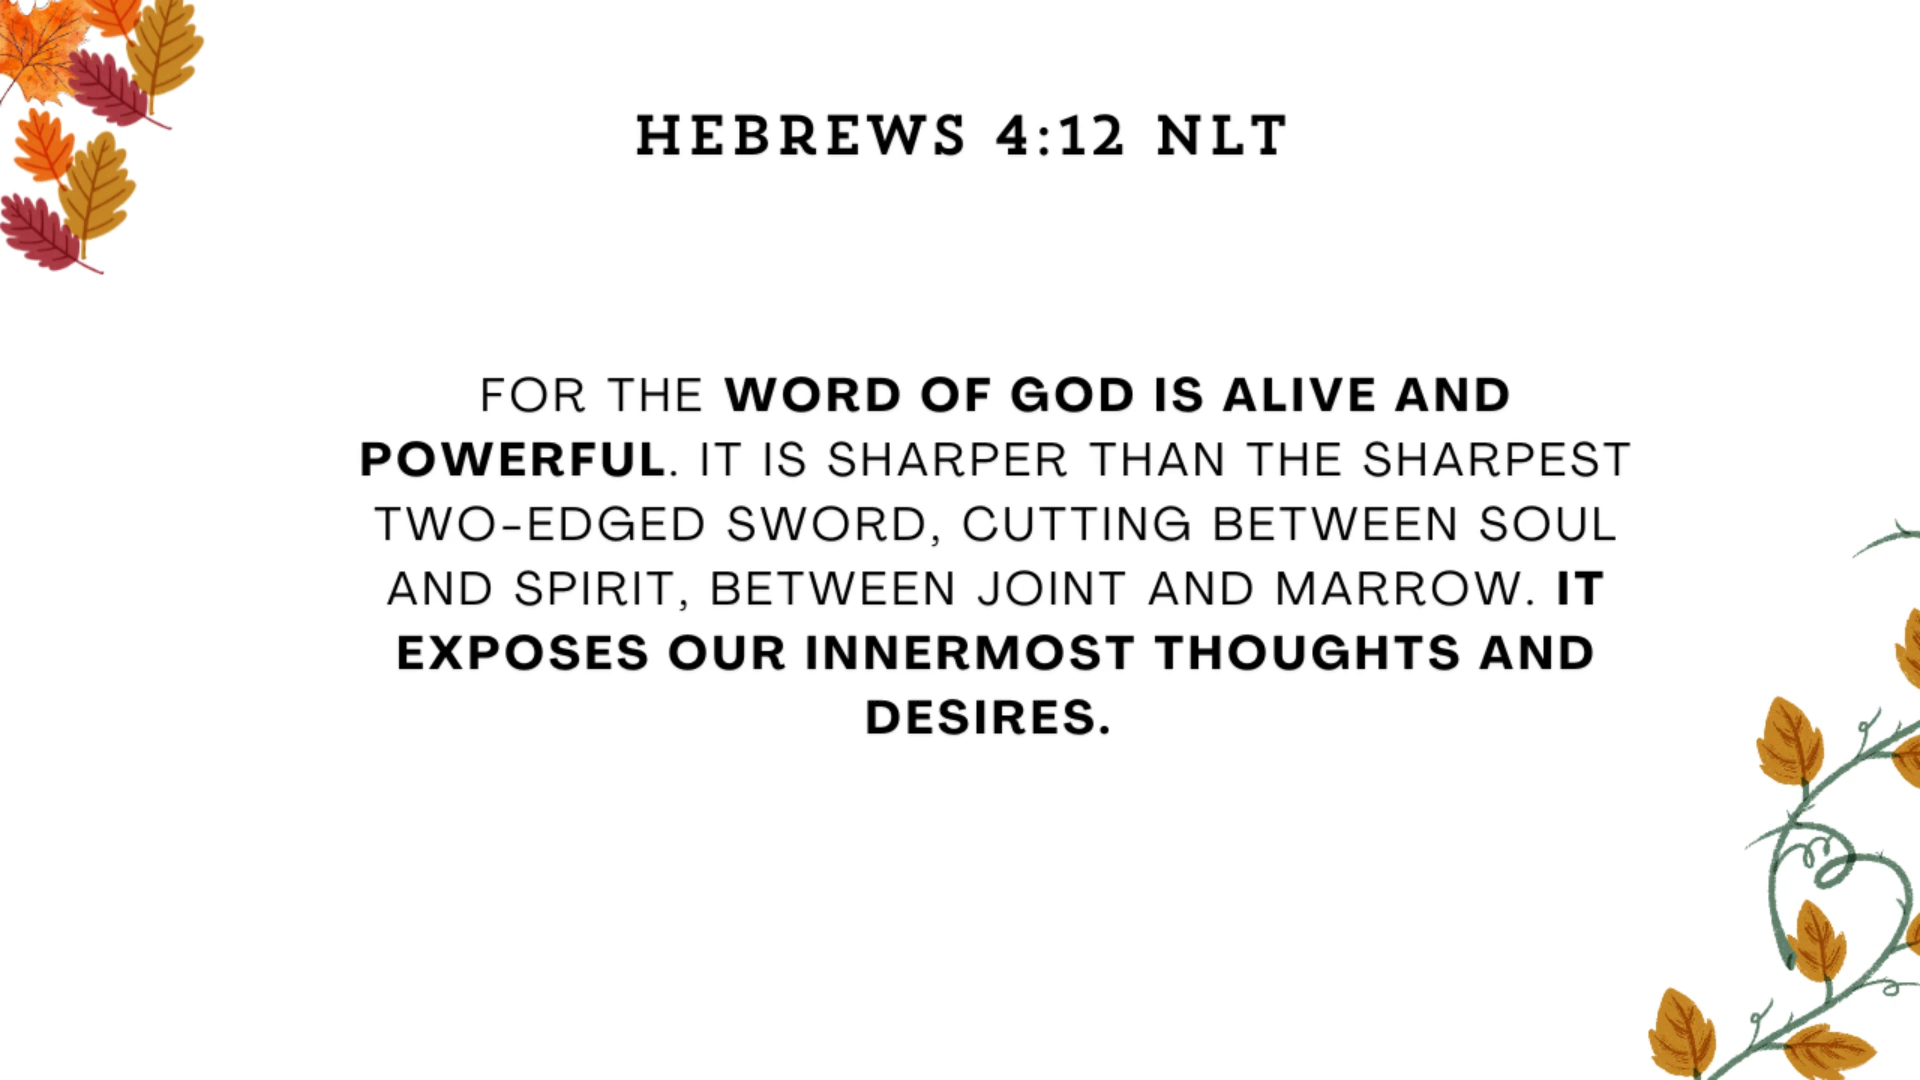 HEBREWS 4:12 NLT
FOR THE WORD OF GOD IS ALIVE AND
POWERFUL. IT IS SHARPER THAN THE SHARPEST
TWO-EDGED SWORD, CUTTING BETWEEN SOUL
AND SPIRIT, BETWEEN JOINT AND MARROW. IT
EXPOSES OUR INNERMOST THOUGHTS AND
DESIRES.